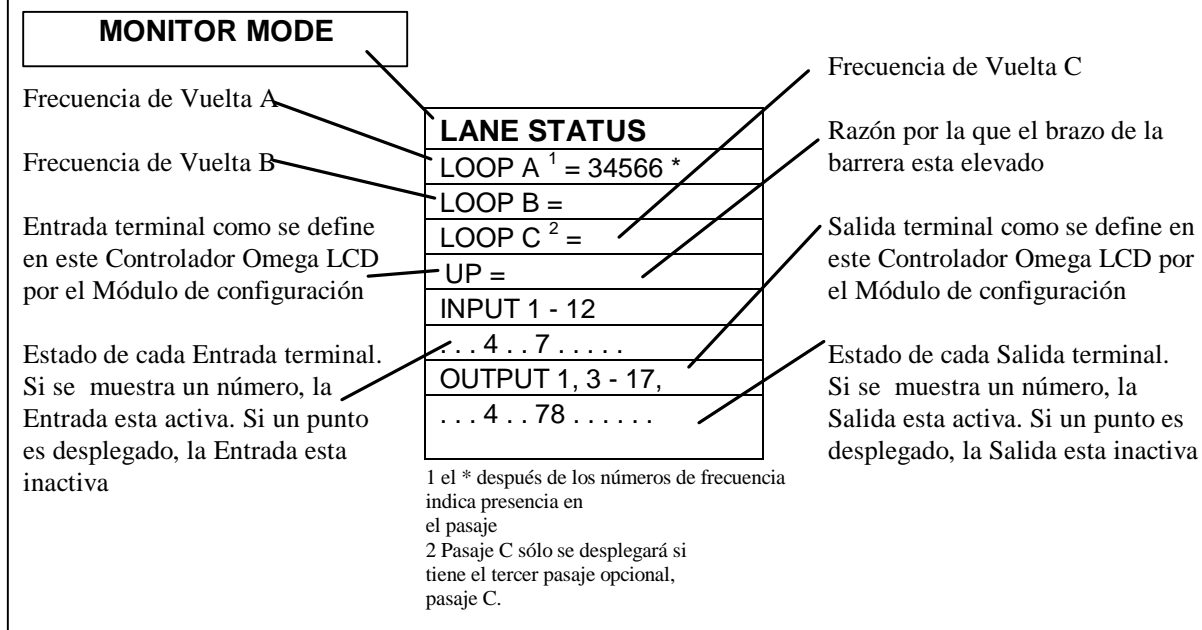 MONITOR MODE
Frecuencia de Vuelta A
Frecuencia de Vuelta B
Entrada terminal como se define
en este Controlador Omega LCD
por el Módulo de configuración
Estado de cada Entrada terminal.
Si se muestra un número, la
Entrada esta activa. Si un punto
es desplegado, la Entrada esta
inactiva
LANE STATUS
LOOP A 1 = 34566 *
LOOP B =
LOOP C 2 =
UP =
INPUT 1 - 12
. . . 4 . . 7 . . . . .
OUTPUT 1, 3 - 17,
. . . 4 . . 78 . . . . . .
1 el * después de los números de frecuencia
indica presencia en
el pasaje
2 Pasaje C sólo se desplegará si
tiene el tercer pasaje opcional,
pasaje C.
Frecuencia de Vuelta C
Razón por la que el brazo de la
barrera esta elevado
Salida terminal como se define en
este Controlador Omega LCD por
el Módulo de configuración
Estado de cada Salida terminal.
Si se muestra un número, la
Salida esta activa. Si un punto es
desplegado, la Salida esta inactiva